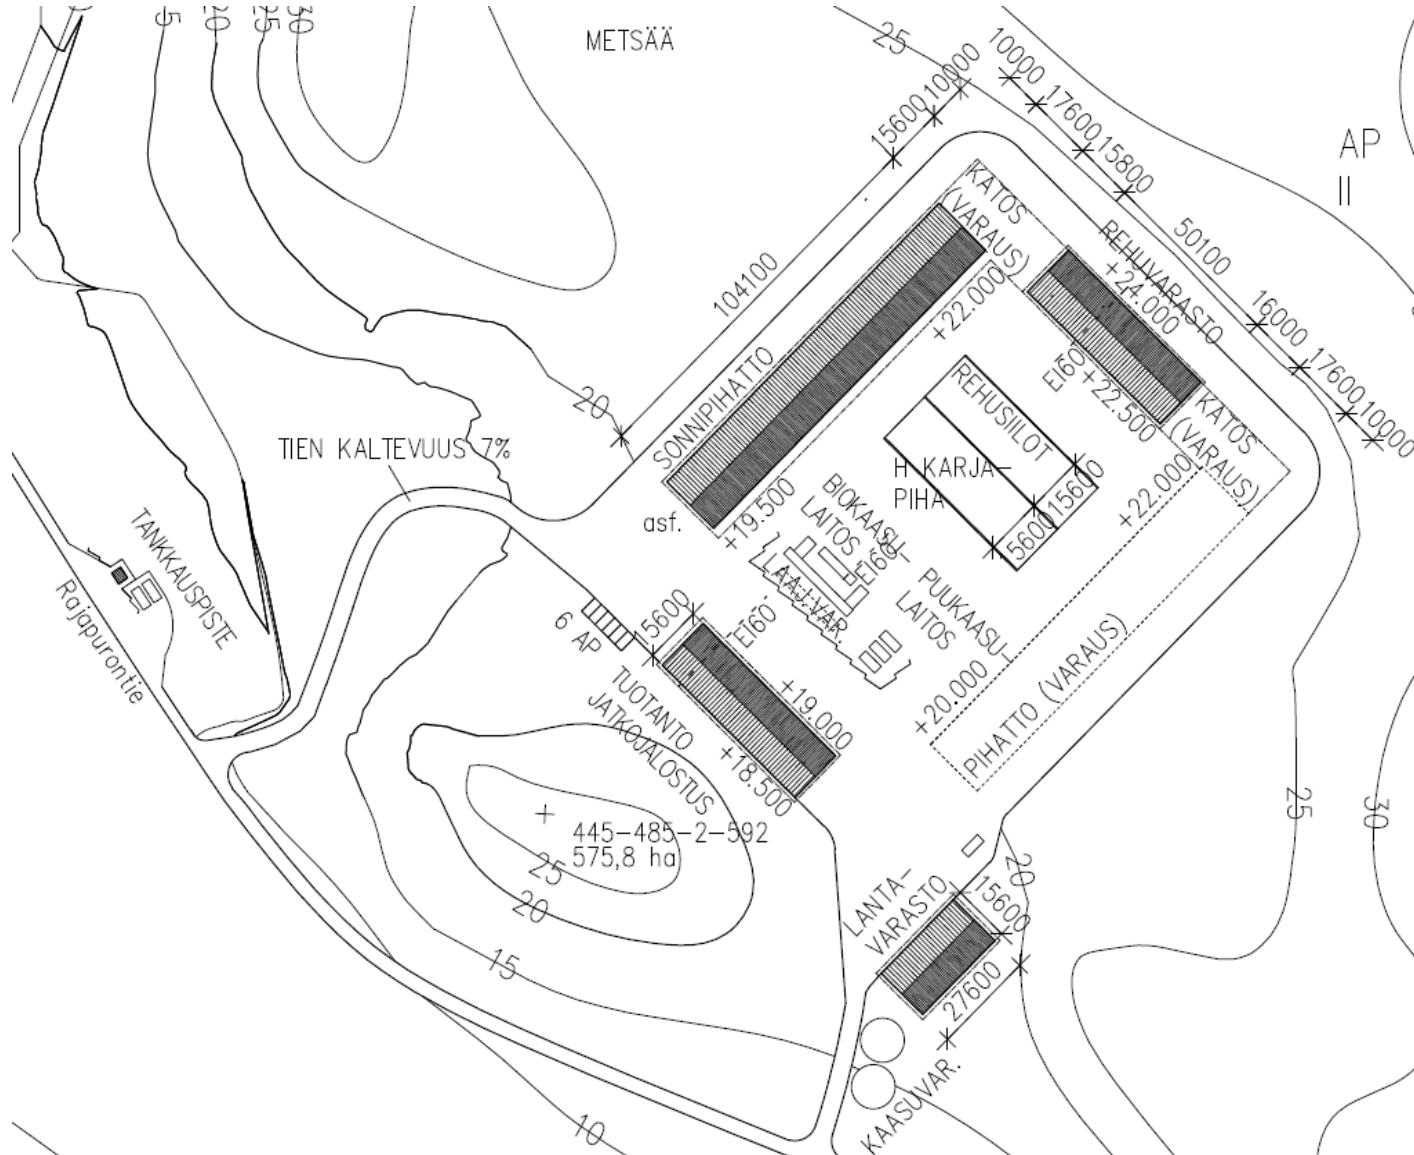 20
25
30
METSÄÄ
25
10000
15600
10000
17600
15800
50100
16000
17600
10000
AP
II
104100
KATOS
(VARAUS)
REHUVARASTO
+24.000
+22.000
EI60
+22.500
KATOS
(VARAUS)
+22.000
SONNIPIHATTO
+19.500
REHUSIILOT
H KARJA-
PIHA
15600
5600
20
TIEN KALTEVUUS 7%
asf.
BIOKAASU-
LAITOS
EI60
LAAJ.VAR.
PUUKAASU-
LAITOS
+20.000
PIHATTO (VARAUS)
TANKKAUSPISTE
Rajapurontie
6 AP
5600
EI60
TUOTANTO
JATKOJALOSTUS
+19.000
+18.500
445-485-2-592
575,8 ha
25
20
15
10
LANTA-
VARASTO
15600
27600
KAASUVAR.
20
25
30